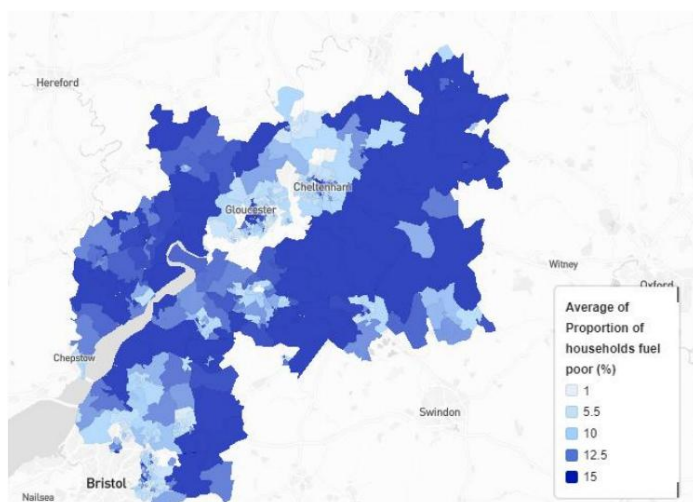 Hereford
Cheltenham
Gloucester
Witney
Oxford
Chepstow
Swindon
Bristol
Nailsea
Average of
Proportion of
households fuel
poor (%)
1
5.5
10
12.5
15